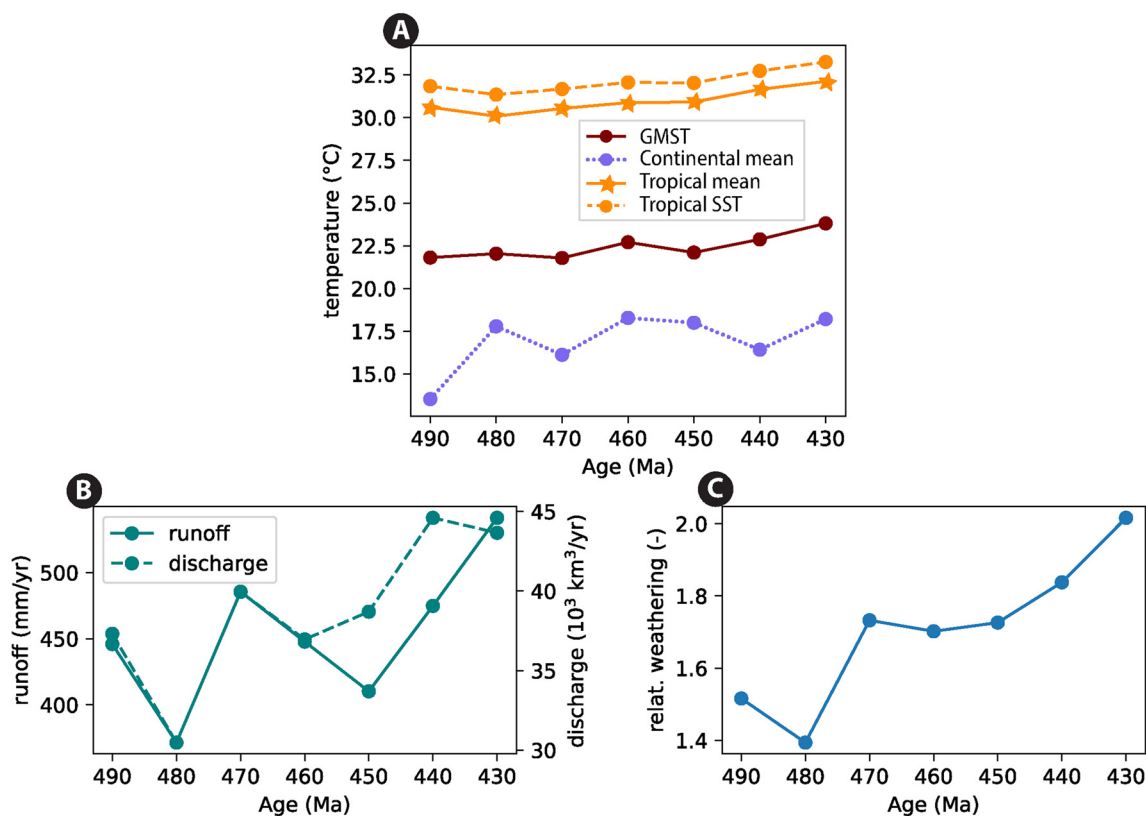 A
temperature (°C)
32.5
30.0
27.5
25.0
22.5
20.0
17.5
15.0
GMST
Continental mean
Tropical mean
Tropical SST
490 480 470 460 450 440 430
Age (Ma)
B
runoff (mm/yr)
500
450
400
runoff
discharge
45
40
35
30
discharge (10³ km³/yr)
490 480 470 460 450 440 430
Age (Ma)
C
relat. weathering (-)
2.0
1.8
1.6
1.4
490 480 470 460 450 440 430
Age (Ma)